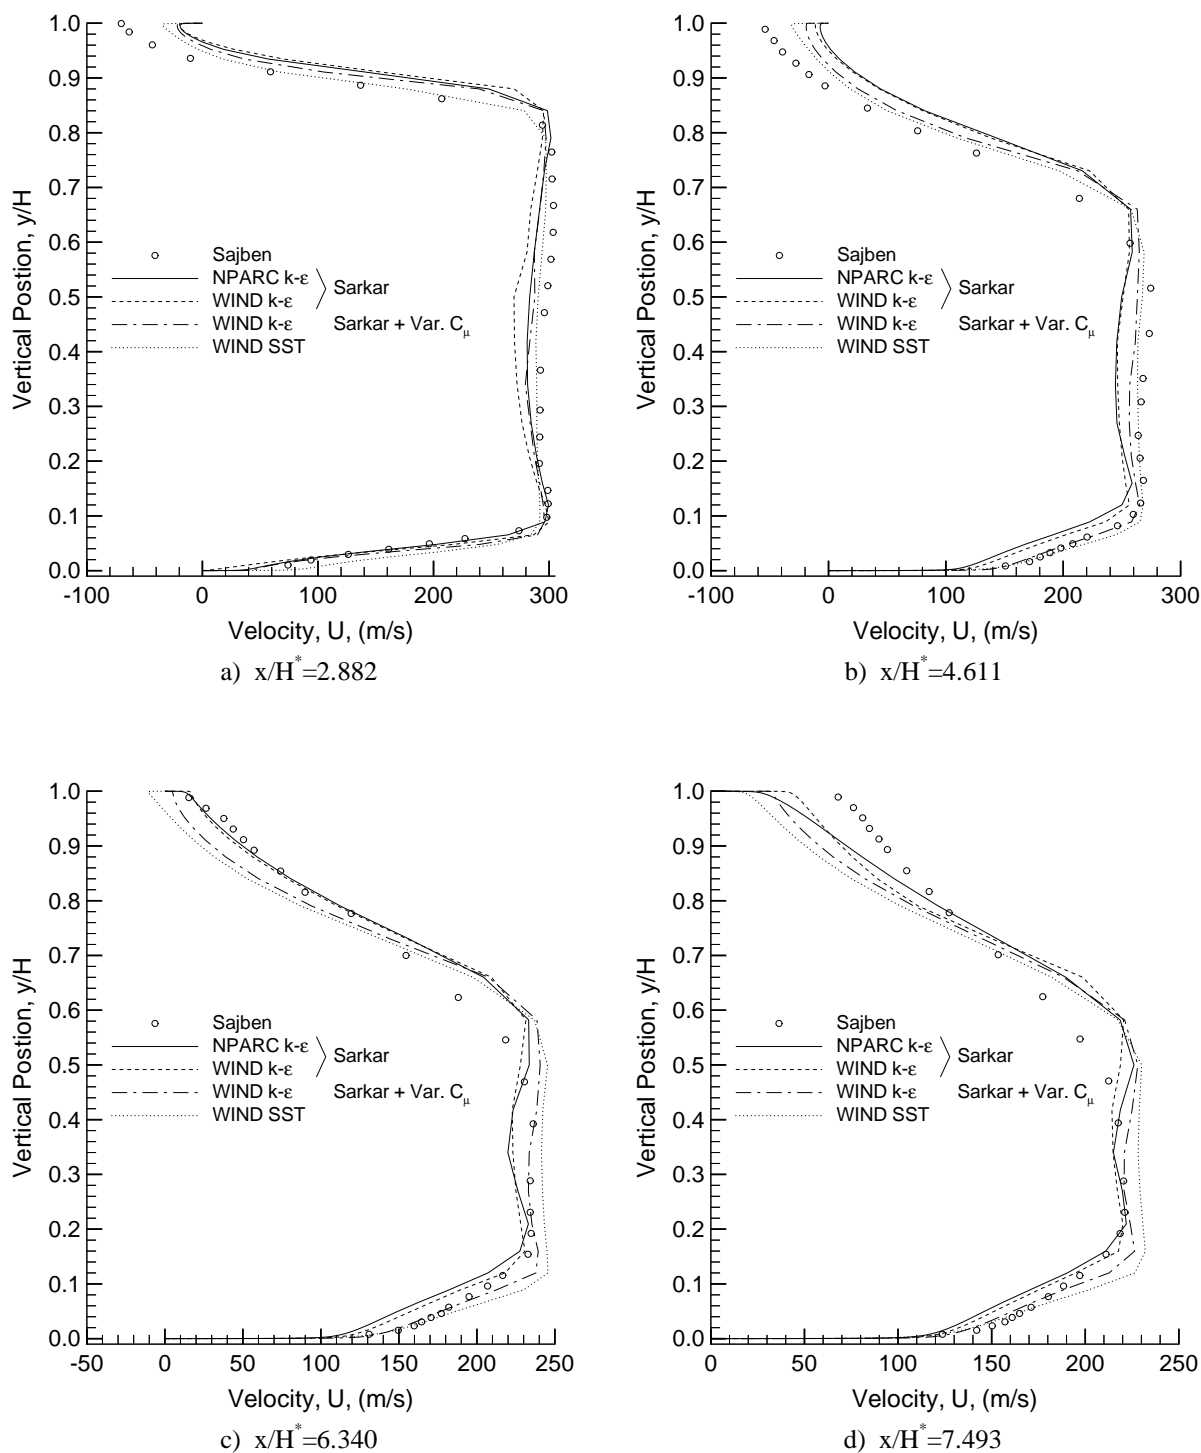 1.0
0.9
0.8
0.7
0.6
0.5
0.4
0.3
0.2
0.1
0.0
Vertical Postion, y/H
Sajben
NPARC k-ε
WIND k-ε
Sarkar
WIND k-ε Sarkar + Var. Cμ
WIND SST
-100 0 100 200 300
Velocity, U, (m/s)
a) x/H*=2.882
1.0
0.9
0.8
0.7
0.6
0.5
0.4
0.3
0.2
0.1
0.0
Vertical Postion, y/H
Sajben
NPARC k-ε
WIND k-ε
Sarkar
WIND k-ε Sarkar + Var. Cμ
WIND SST
-100 0 100 200 300
Velocity, U, (m/s)
b) x/H*=4.611
1.0
0.9
0.8
0.7
0.6
0.5
0.4
0.3
0.2
0.1
0.0
Vertical Postion, y/H
Sajben
NPARC k-ε
WIND k-ε
Sarkar
WIND k-ε Sarkar + Var. Cμ
WIND SST
-50 0 50 100 150 200 250
Velocity, U, (m/s)
c) x/H*=6.340
1.0
0.9
0.8
0.7
0.6
0.5
0.4
0.3
0.2
0.1
0.0
Vertical Postion, y/H
Sajben
NPARC k-ε
WIND k-ε
Sarkar
WIND k-ε Sarkar + Var. Cμ
WIND SST
0 50 100 150 200 250
Velocity, U, (m/s)
d) x/H*=7.493